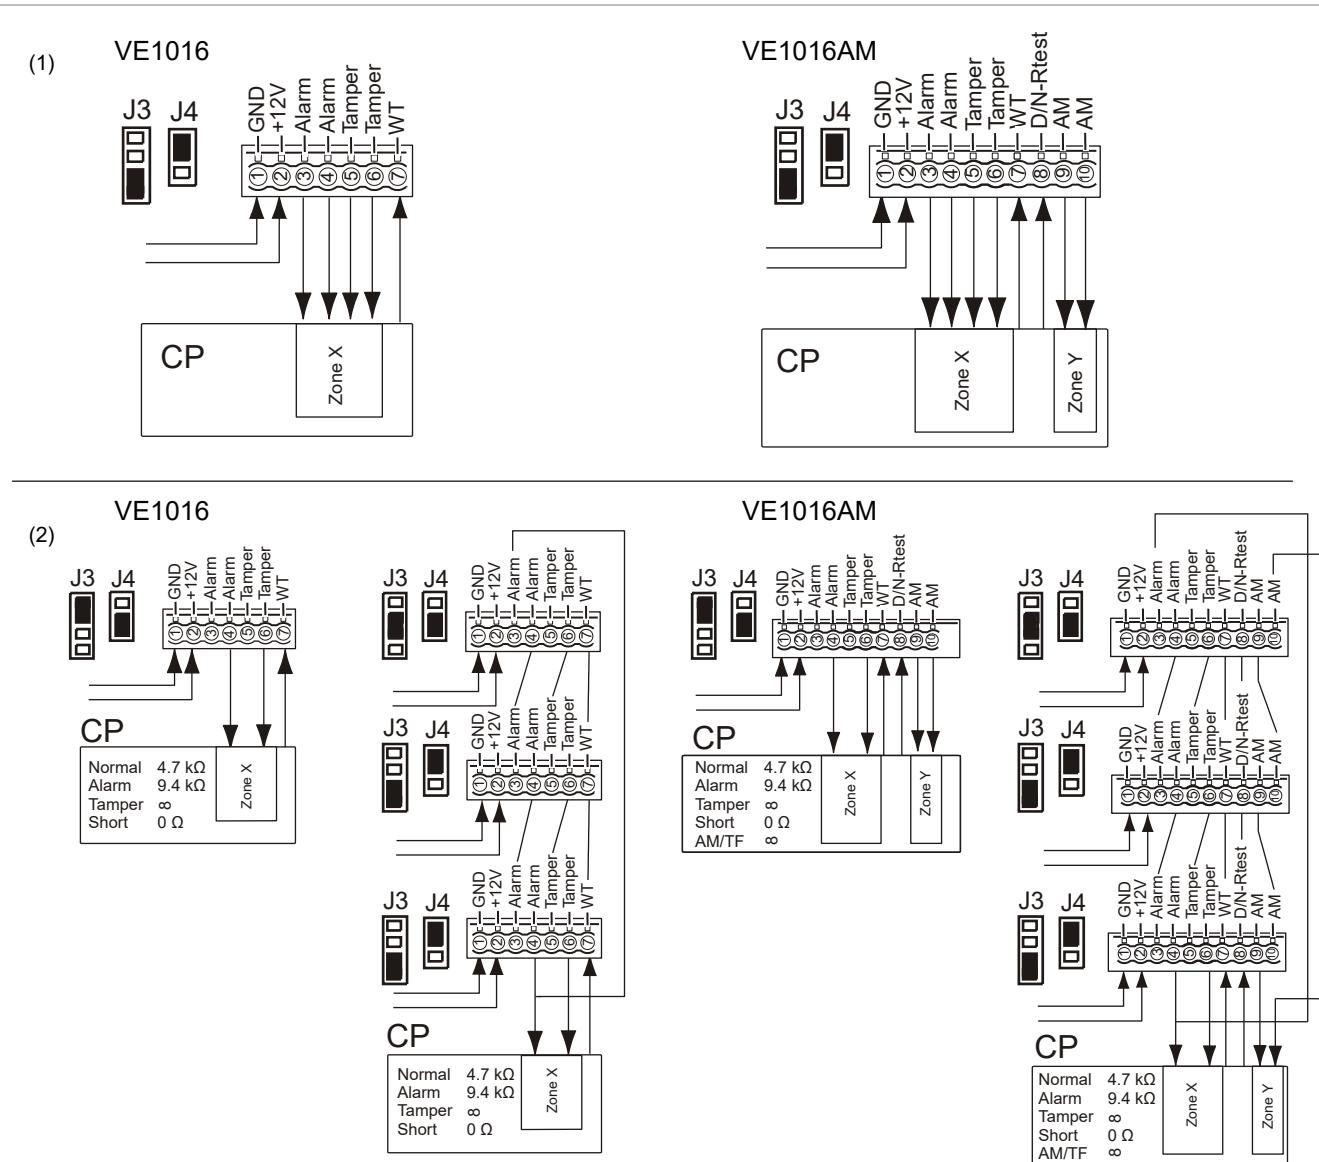 (1)
VE1016
J3 J4
GND +12V Alarm Alarm Tamper Tamper WT
1 2 3 4 5 6 7
CP
Zone X
VE1016AM
J3 J4
GND +12V Alarm Alarm Tamper Tamper WT D/N-Rtest AM AM
1 2 3 4 5 6 7 8 9 10
CP
Zone X
Zone Y
(2)
VE1016
J3 J4
GND +12V Alarm Alarm Tamper Tamper WT
1 2 3 4 5 6 7
CP
Normal 4.7 kΩ
Alarm 9.4 kΩ
Tamper 8
Short 0 Ω
Zone X
J3 J4
GND +12V Alarm Alarm Tamper Tamper WT
1 2 3 4 5 6 7
J3 J4
GND +12V Alarm Alarm Tamper Tamper WT
1 2 3 4 5 6 7
J3 J4
GND +12V Alarm Alarm Tamper Tamper WT
1 2 3 4 5 6 7
CP
Normal 4.7 kΩ
Alarm 9.4 kΩ
Tamper 8
Short 0 Ω
Zone X
VE1016AM
J3 J4
GND +12V Alarm Alarm Tamper Tamper WT D/N-Rtest AM AM
1 2 3 4 5 6 7 8 9 10
CP
Normal 4.7 kΩ
Alarm 9.4 kΩ
Tamper 8
Short 0 Ω
AM/TF 8
Zone X
Zone Y
J3 J4
GND +12V Alarm Alarm Tamper Tamper WT D/N-Rtest AM AM
1 2 3 4 5 6 7 8 9 10
J3 J4
GND +12V Alarm Alarm Tamper Tamper WT D/N-Rtest AM AM
1 2 3 4 5 6 7 8 9 10
J3 J4
GND +12V Alarm Alarm Tamper Tamper WT D/N-Rtest AM AM
1 2 3 4 5 6 7 8 9 10
CP
Normal 4.7 kΩ
Alarm 9.4 kΩ
Tamper 8
Short 0 Ω
AM/TF 8
Zone X
Zone Y